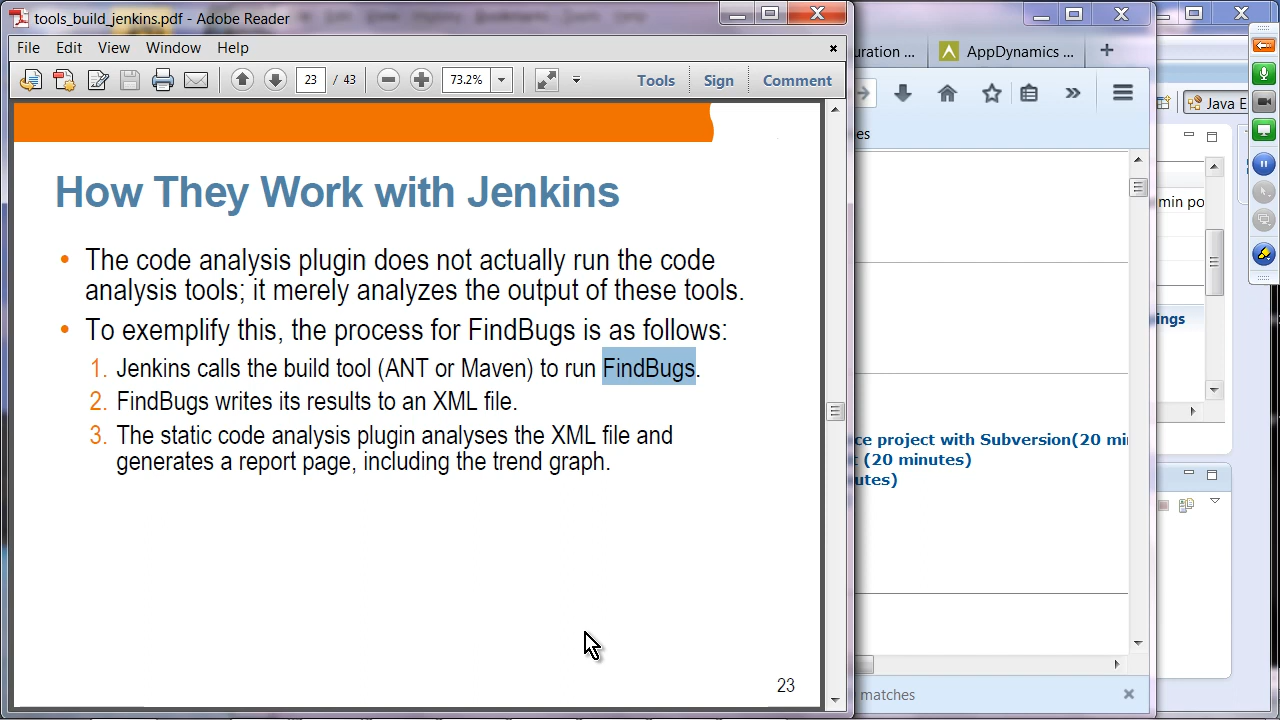 tools_build_jenkins.pdf - Adobe Reader
File Edit View Window Help
23 / 43 73.2% Tools Sign Comment
How They Work with Jenkins
• The code analysis plugin does not actually run the code
analysis tools; it merely analyzes the output of these tools.
• To exemplify this, the process for FindBugs is as follows:
1. Jenkins calls the build tool (ANT or Maven) to run FindBugs.
2. FindBugs writes its results to an XML file.
3. The static code analysis plugin analyses the XML file and
generates a report page, including the trend graph.
23
uration ... AppDynamics ...
es
ce project with Subversion(20 mi
t (20 minutes)
utes)
matches
Java E
min po
ings